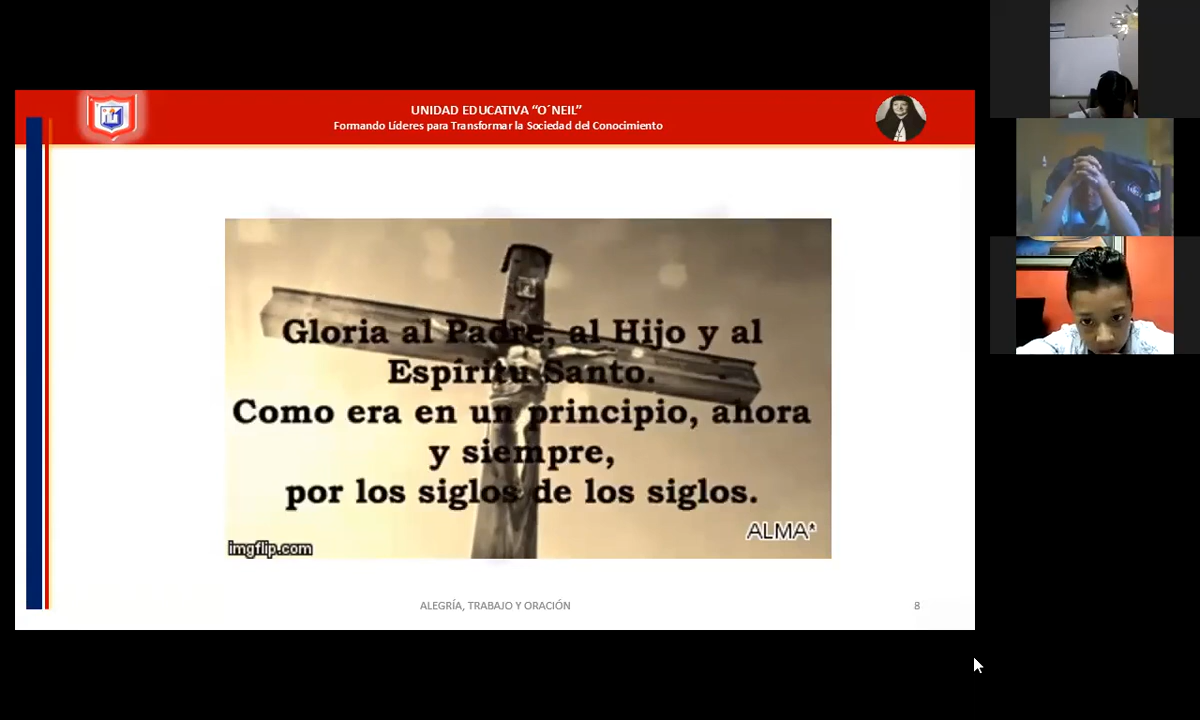 UNIDAD EDUCATIVA “O´NEIL”
Formando Líderes para Transformar la Sociedad del Conocimiento
Gloria al Padre, al Hijo y al
Espíritu Santo.
Como era en un principio, ahora
y siempre,
por los siglos de los siglos.
ALMA*
imgflip.com
ALEGRÍA, TRABAJO Y ORACIÓN
8